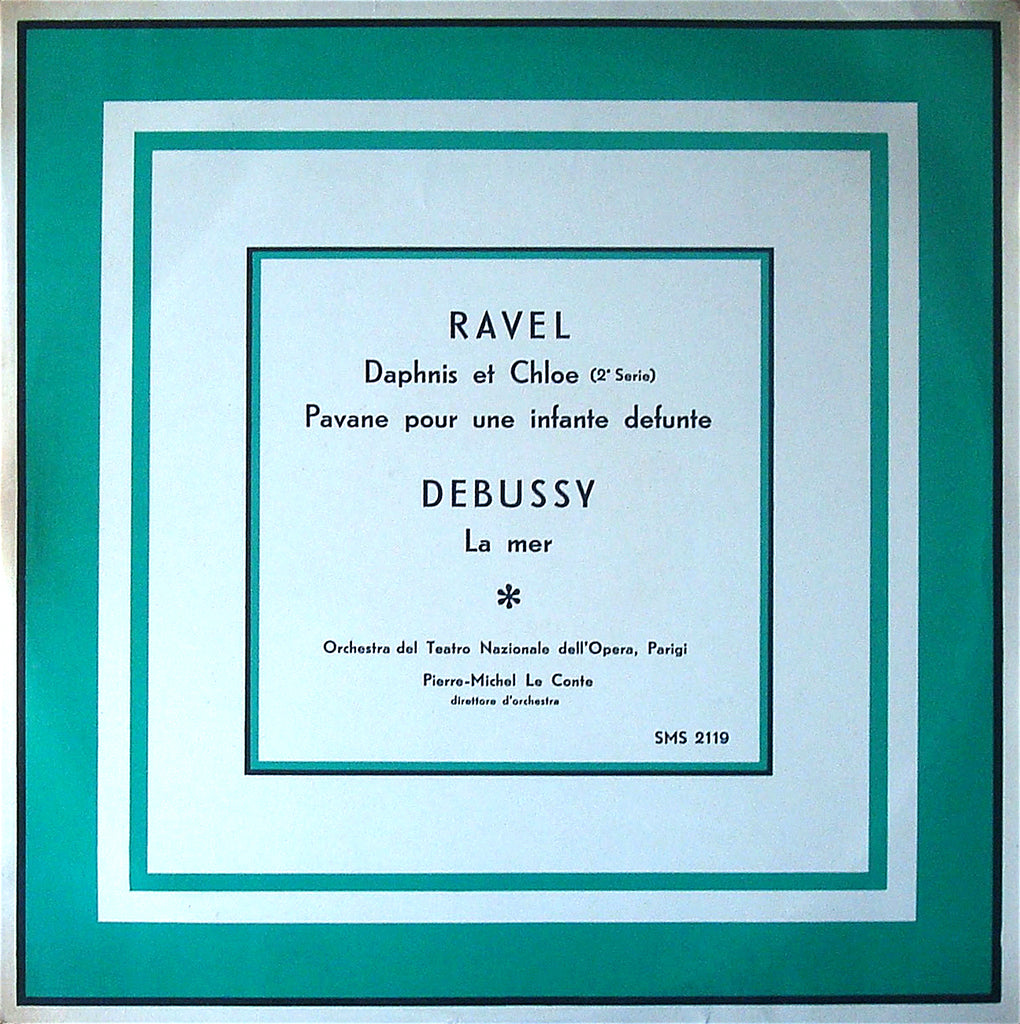 RAVEL
Daphnis et Chloe (2ª Serie)
Pavane pour une infante defunte
DEBUSSY
La mer
*
Orchestra del Teatro Nazionale dell'Opera, Parigi
Pierre-Michel Le Conte
direttore d'orchestra
SMS 2119